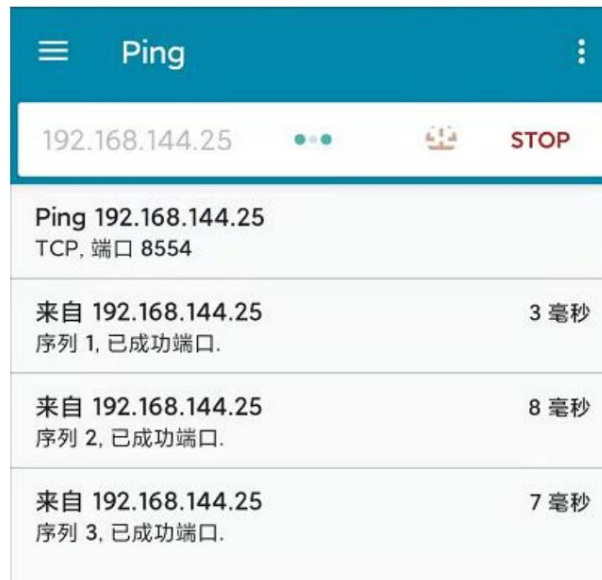 Ping
192.168.144.25
STOP
Ping 192.168.144.25
TCP, 端口 8554
来自 192.168.144.25
3 毫秒
序列 1, 已成功端口.
来自 192.168.144.25
8 毫秒
序列 2, 已成功端口.
来自 192.168.144.25
7 毫秒
序列 3, 已成功端口.